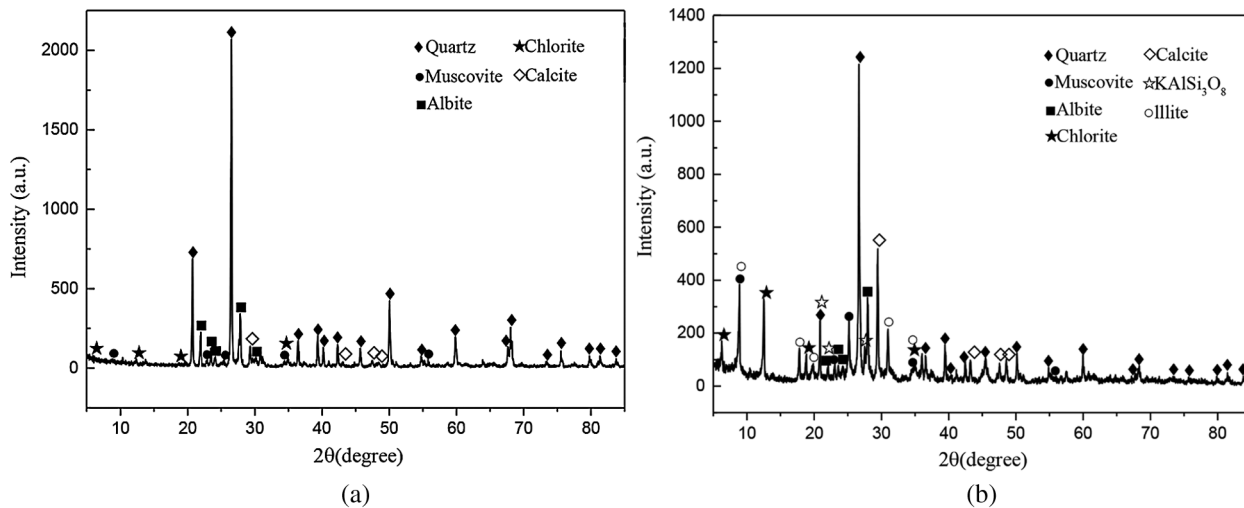 2000
1500
1000
500
0
Intensity (a.u.)
Quartz
Muscovite
Albite
Chlorite
Calcite
10 20 30 40 50 60 70 80
2θ(degree)
(a)
1400
1200
1000
800
600
400
200
0
Intensity (a.u.)
Quartz
Muscovite
Albite
Chlorite
Calcite
KAlSi₃O₈
Illite
10 20 30 40 50 60 70 80
2θ(degree)
(b)